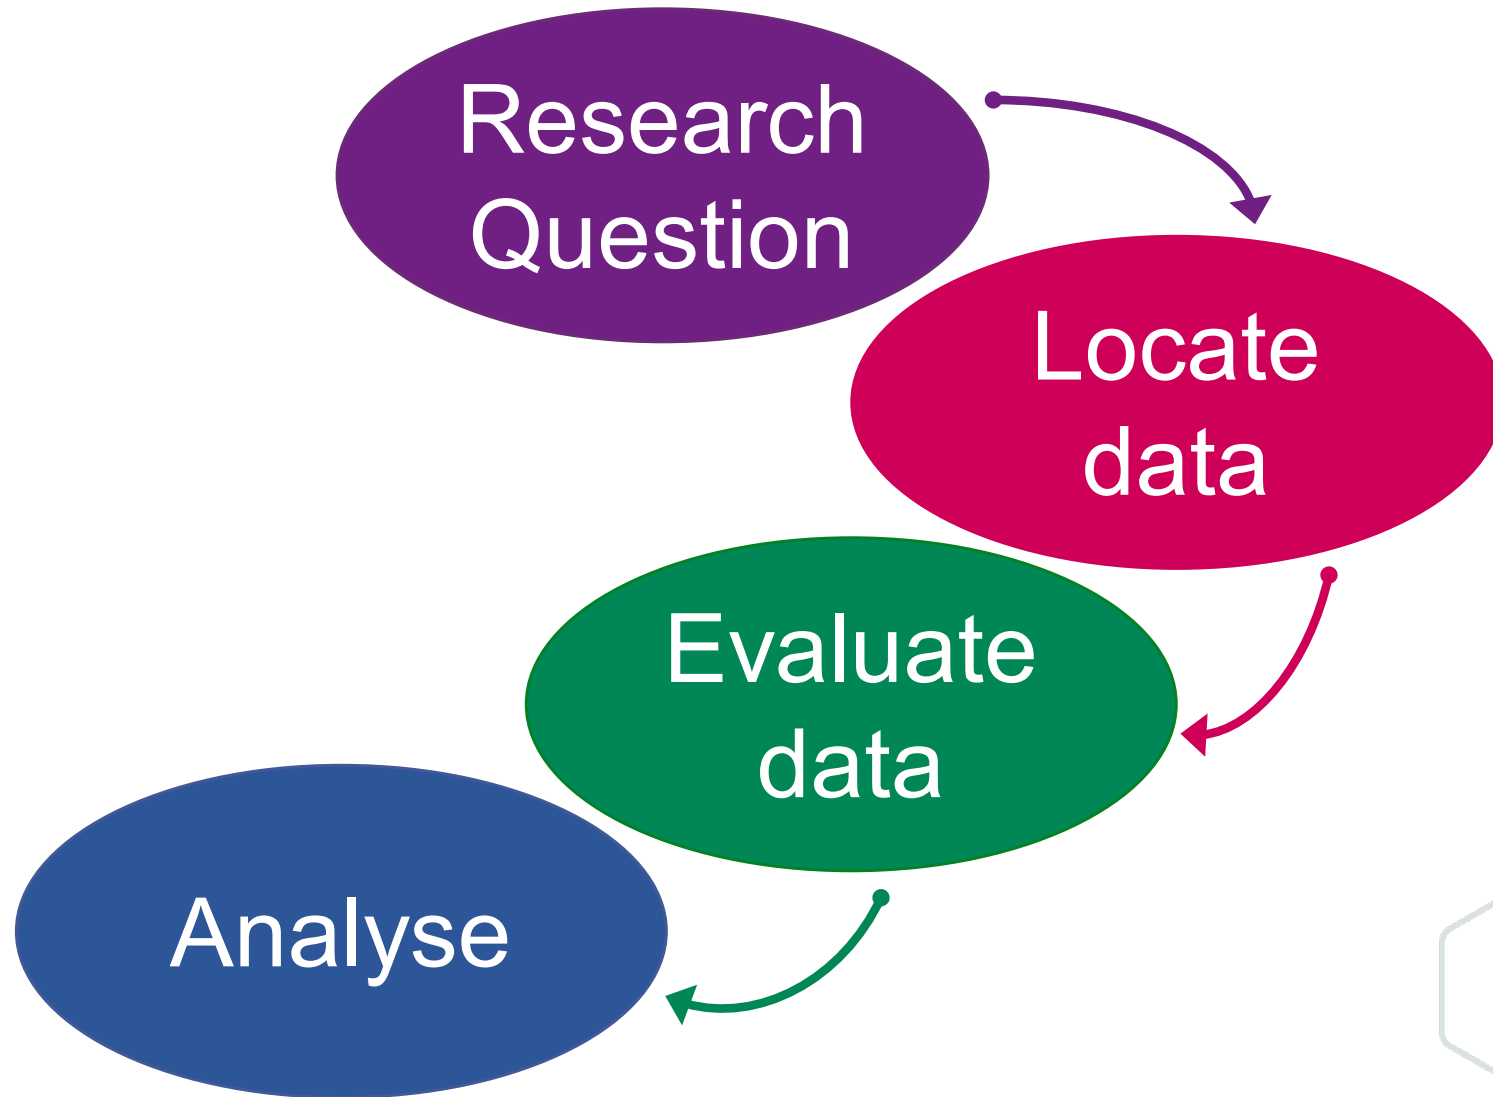 Research
Question
Locate
data
Evaluate
data
Analyse